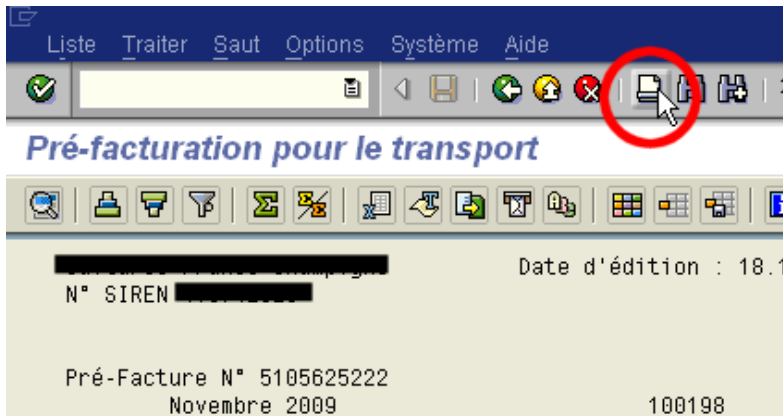 Liste Traiter Saut Options Système Aide
Pré-facturation pour le transport
Date d'édition : 18.1
N° SIREN
Pré-Facture N° 5105625222
Novembre 2009 100198